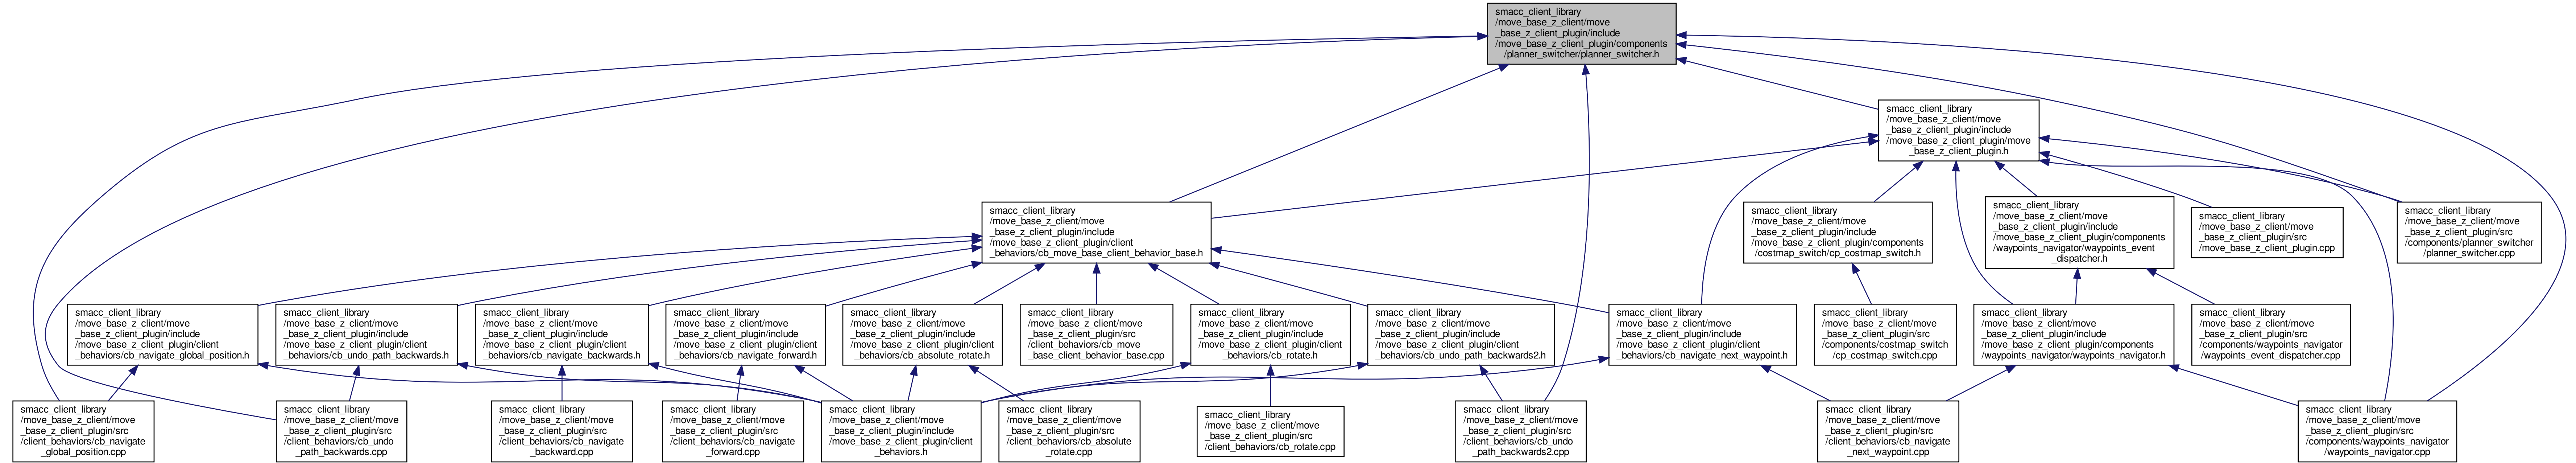 smacc_client_library
/move_base_z_client/move
_base_z_client_plugin/include
/move_base_z_client_plugin/components
/planner_switcher/planner_switcher.h
smacc_client_library
/move_base_z_client/move
_base_z_client_plugin/include
/move_base_z_client_plugin/move
_base_z_client_plugin.h
smacc_client_library
/move_base_z_client/move
_base_z_client_plugin/include
/move_base_z_client_plugin/client
_behaviors/cb_move_base_client_behavior_base.h
smacc_client_library
/move_base_z_client/move
_base_z_client_plugin/include
/move_base_z_client_plugin/components
/costmap_switch/cp_costmap_switch.h
smacc_client_library
/move_base_z_client/move
_base_z_client_plugin/include
/move_base_z_client_plugin/components
/waypoints_navigator/waypoints_event
_dispatcher.h
smacc_client_library
/move_base_z_client/move
_base_z_client_plugin/src
/move_base_z_client_plugin.cpp
smacc_client_library
/move_base_z_client/move
_base_z_client_plugin/src
/components/planner_switcher
/planner_switcher.cpp
smacc_client_library
/move_base_z_client/move
_base_z_client_plugin/include
/move_base_z_client_plugin/client
_behaviors/cb_navigate_global_position.h
smacc_client_library
/move_base_z_client/move
_base_z_client_plugin/include
/move_base_z_client_plugin/client
_behaviors/cb_undo_path_backwards.h
smacc_client_library
/move_base_z_client/move
_base_z_client_plugin/include
/move_base_z_client_plugin/client
_behaviors/cb_navigate_backwards.h
smacc_client_library
/move_base_z_client/move
_base_z_client_plugin/include
/move_base_z_client_plugin/client
_behaviors/cb_navigate_forward.h
smacc_client_library
/move_base_z_client/move
_base_z_client_plugin/include
/move_base_z_client_plugin/client
_behaviors/cb_absolute_rotate.h
smacc_client_library
/move_base_z_client/move
_base_z_client_plugin/src
/client_behaviors/cb_move
_base_client_behavior_base.cpp
smacc_client_library
/move_base_z_client/move
_base_z_client_plugin/include
/move_base_z_client_plugin/client
_behaviors/cb_rotate.h
smacc_client_library
/move_base_z_client/move
_base_z_client_plugin/include
/move_base_z_client_plugin/client
_behaviors/cb_undo_path_backwards2.h
smacc_client_library
/move_base_z_client/move
_base_z_client_plugin/include
/move_base_z_client_plugin/client
_behaviors/cb_navigate_next_waypoint.h
smacc_client_library
/move_base_z_client/move
_base_z_client_plugin/src
/components/costmap_switch
/cp_costmap_switch.cpp
smacc_client_library
/move_base_z_client/move
_base_z_client_plugin/include
/move_base_z_client_plugin/components
/waypoints_navigator/waypoints_navigator.h
smacc_client_library
/move_base_z_client/move
_base_z_client_plugin/src
/components/waypoints_navigator
/waypoints_event_dispatcher.cpp
smacc_client_library
/move_base_z_client/move
_base_z_client_plugin/src
/client_behaviors/cb_navigate
_global_position.cpp
smacc_client_library
/move_base_z_client/move
_base_z_client_plugin/src
/client_behaviors/cb_undo
_path_backwards.cpp
smacc_client_library
/move_base_z_client/move
_base_z_client_plugin/src
/client_behaviors/cb_navigate
_backward.cpp
smacc_client_library
/move_base_z_client/move
_base_z_client_plugin/src
/client_behaviors/cb_navigate
_forward.cpp
smacc_client_library
/move_base_z_client/move
_base_z_client_plugin/include
/move_base_z_client_plugin/client
_behaviors.h
smacc_client_library
/move_base_z_client/move
_base_z_client_plugin/src
/client_behaviors/cb_absolute
_rotate.cpp
smacc_client_library
/move_base_z_client/move
_base_z_client_plugin/src
/client_behaviors/cb_rotate.cpp
smacc_client_library
/move_base_z_client/move
_base_z_client_plugin/src
/client_behaviors/cb_undo
_path_backwards2.cpp
smacc_client_library
/move_base_z_client/move
_base_z_client_plugin/src
/client_behaviors/cb_navigate
_next_waypoint.cpp
smacc_client_library
/move_base_z_client/move
_base_z_client_plugin/src
/components/waypoints_navigator
/waypoints_navigator.cpp